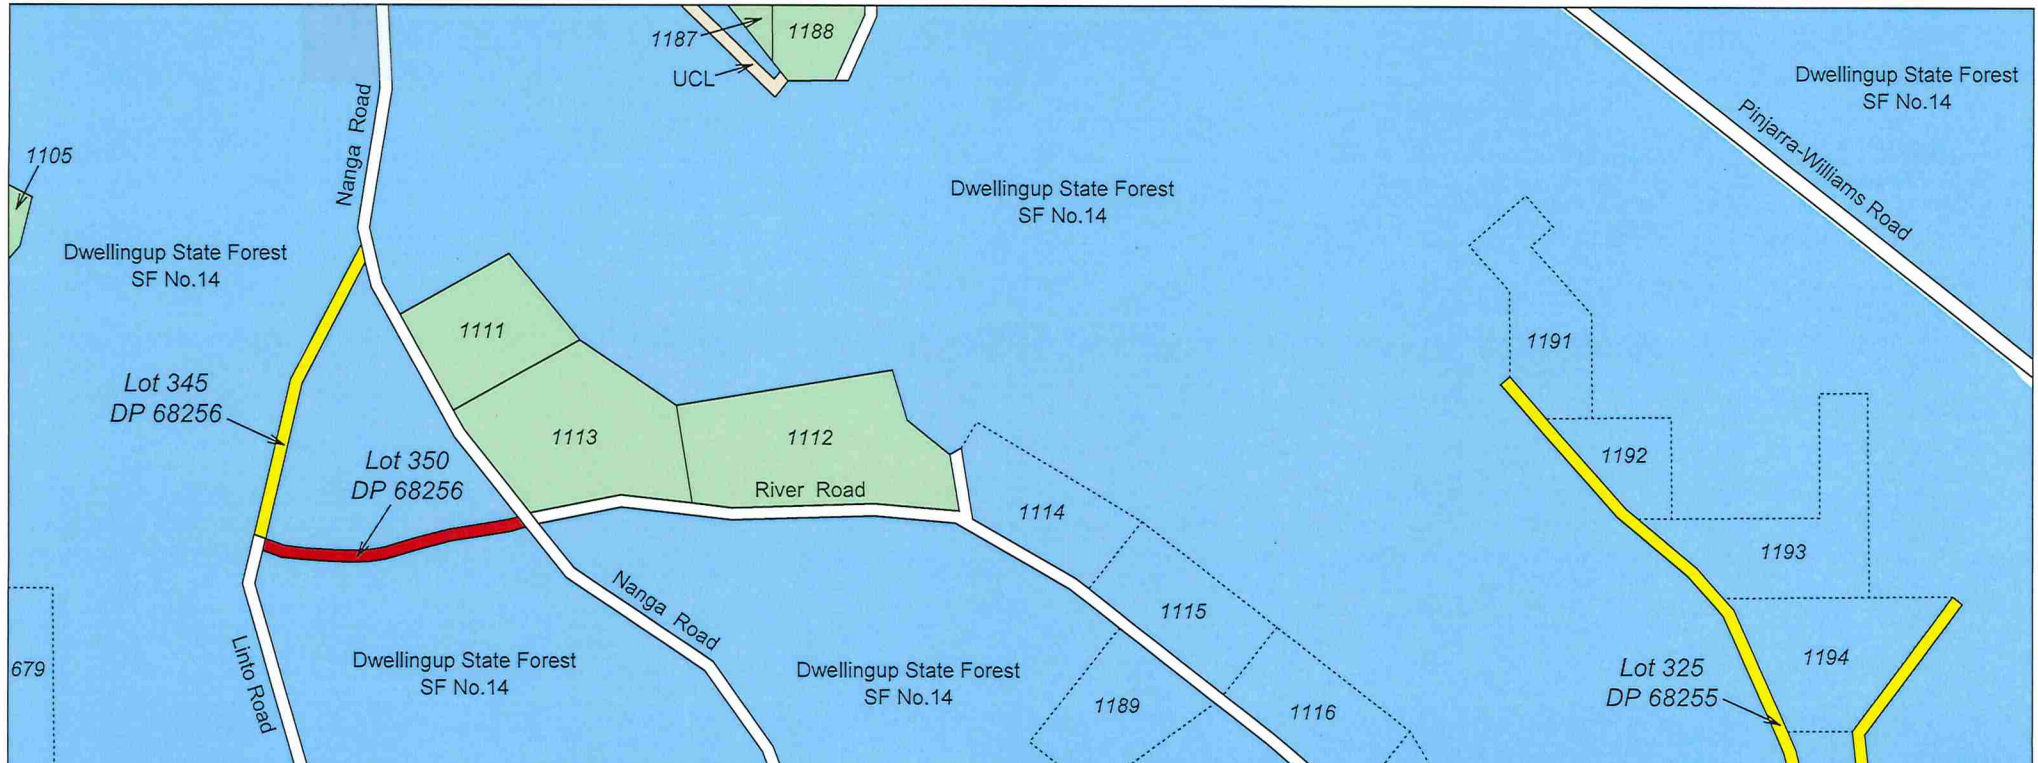 1187
1188
UCL
Dwellingup State Forest
SF No.14
Nanga Road
Pinjarra-Williams Road
1105
Dwellingup State Forest
SF No.14
Dwellingup State Forest
SF No.14
1111
1191
Lot 345
DP 68256
1113
1112
1192
Lot 350
DP 68256
River Road
1114
1193
Nanga Road
1115
Linto Road
679
Dwellingup State Forest
SF No.14
Dwellingup State Forest
SF No.14
1189
1116
1194
Lot 325
DP 68255